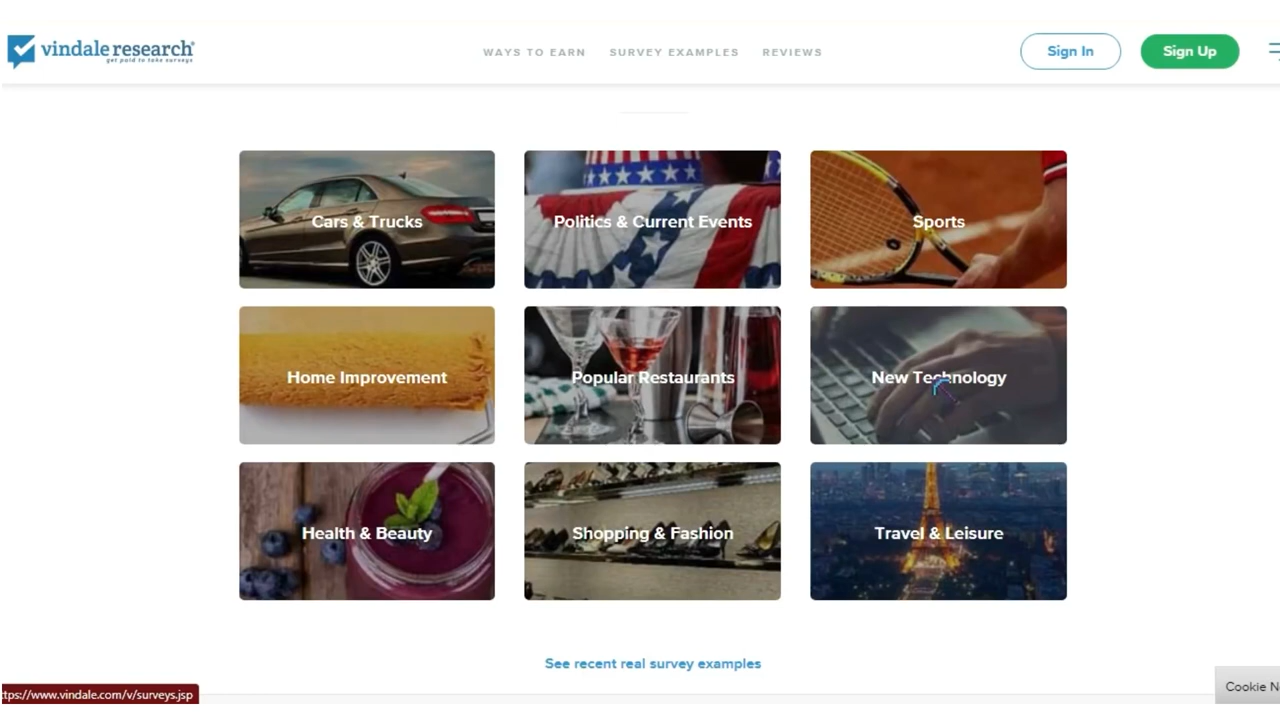 vindale research®
get paid to take surveys
WAYS TO EARN
SURVEY EXAMPLES
REVIEWS
Sign In
Sign Up
Cars & Trucks
Politics & Current Events
Sports
Home Improvement
Popular Restaurants
New Technology
Health & Beauty
Shopping & Fashion
Travel & Leisure
See recent real survey examples
tps://www.vindale.com/v/surveys.jsp
Cookie N